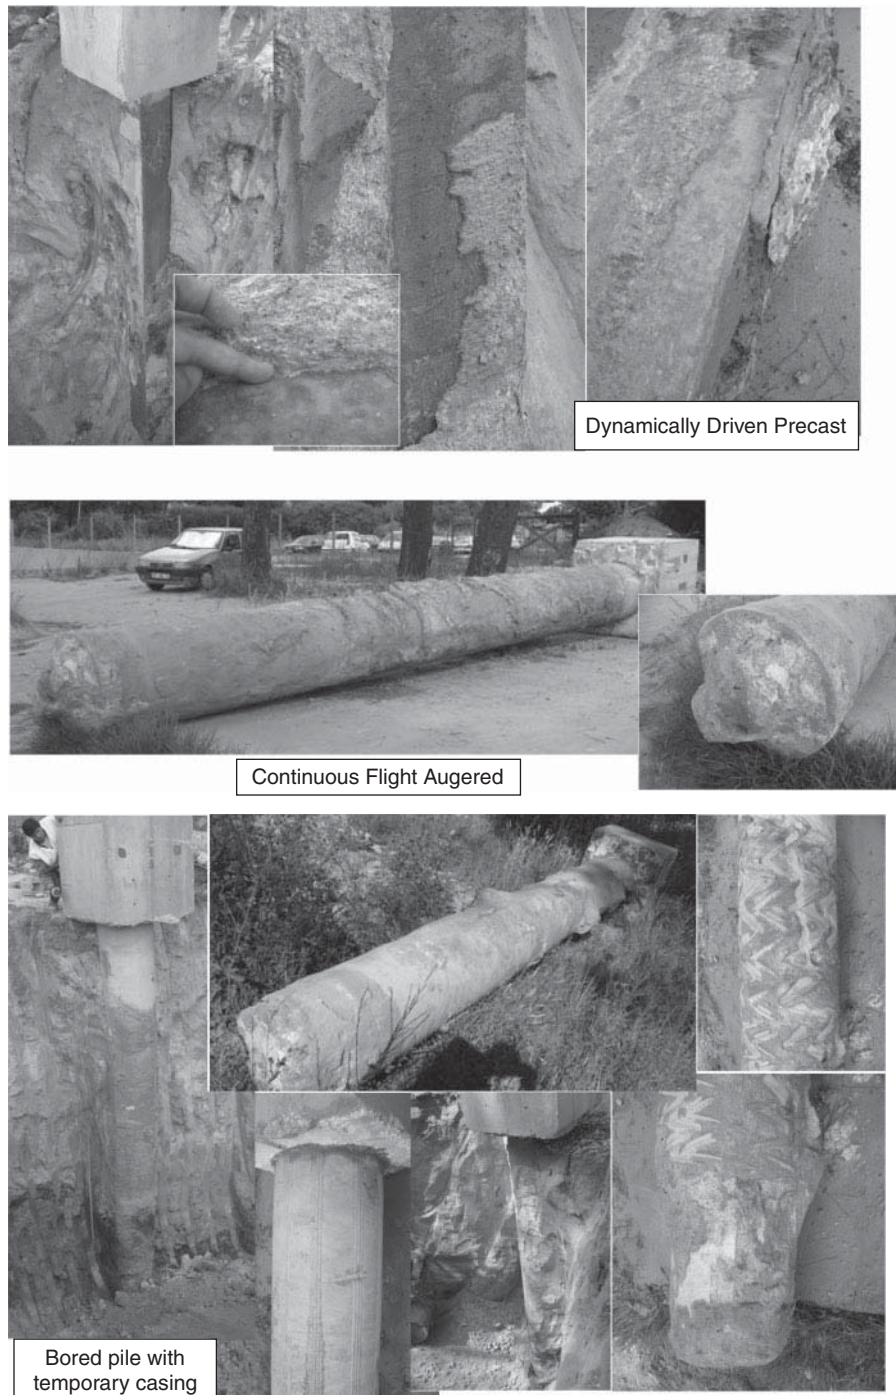 Dynamically Driven Precast
Continuous Flight Augered
Bored pile with
temporary casing